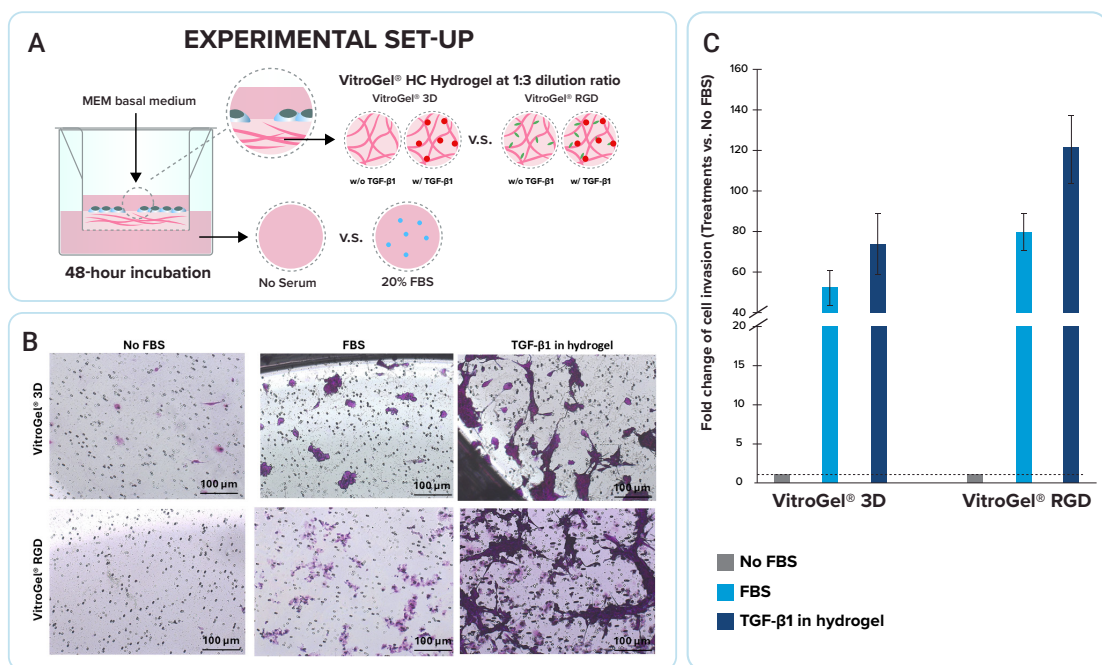 A
EXPERIMENTAL SET-UP
MEM basal medium
VitroGel® HC Hydrogel at 1:3 dilution ratio
VitroGel® 3D
VitroGel® RGD
V.S.
w/o TGF-β1
w/ TGF-β1
w/o TGF-β1
w/ TGF-β1
48-hour incubation
V.S.
No Serum
20% FBS
B
No FBS
FBS
TGF-β1 in hydrogel
VitroGel® 3D
100 µm
100 µm
100 µm
VitroGel® RGD
100 µm
100 µm
100 µm
C
Fold change of cell invasion (Treatments vs. No FBS)
160
140
120
100
80
60
40
20
15
10
5
0
VitroGel® 3D
VitroGel® RGD
No FBS
FBS
TGF-β1 in hydrogel